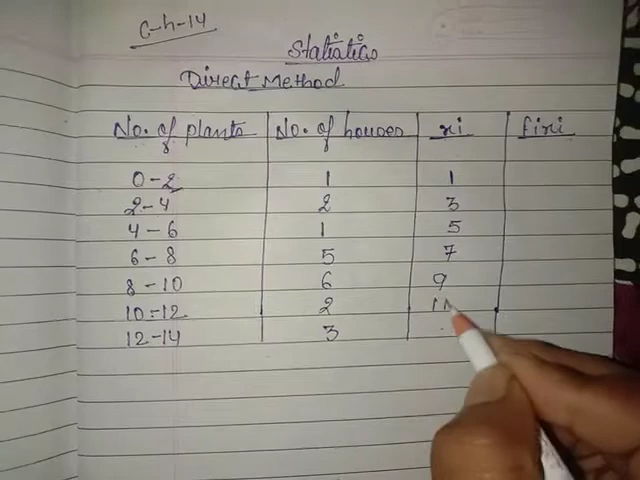 C-h-14
Statistics
Direct Method
No. of plants No. of houses xi fixi
0-2 1 1
2-4 2 3
4-6 1 5
6-8 5 7
8-10 6 9
10-12 2 11
12-14 3